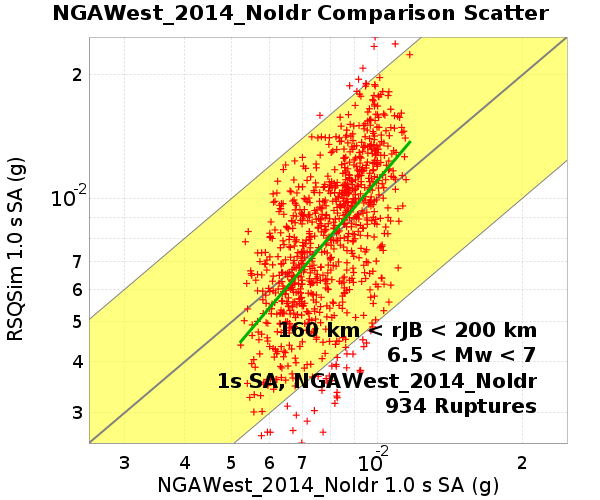 NGAWest_2014_NoIdr Comparison Scatter
RSQSim 1.0 s SA (g)
2
10-2
7
6
5
4
3
160 km < rJB < 200 km
6.5 < Mw < 7
1s SA, NGAWest_2014_NoIdr
934 Ruptures
3 4 5 6 7 10-2 2
NGAWest_2014_NoIdr 1.0 s SA (g)